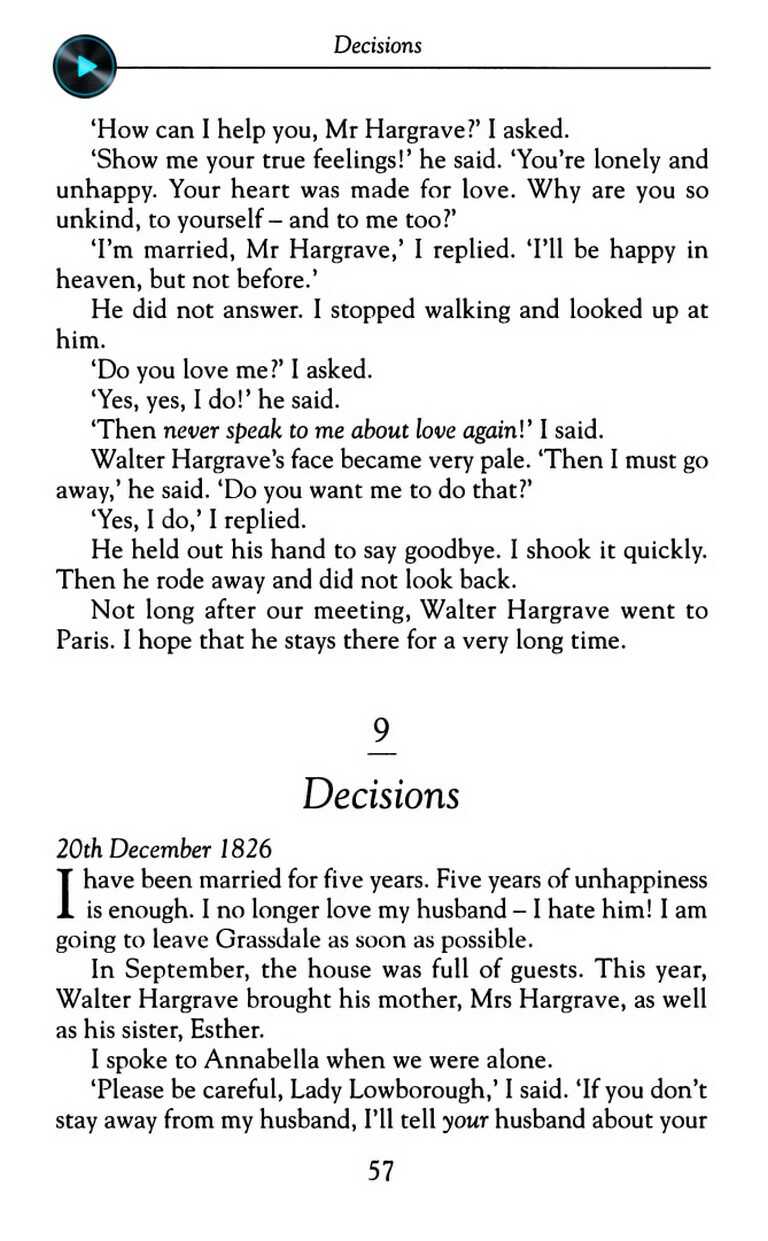 Decisions
‘How can I help you, Mr Hargrave?’ I asked.
‘Show me your true feelings!’ he said. ‘You’re lonely and
unhappy. Your heart was made for love. Why are you so
unkind, to yourself – and to me too?’
‘I’m married, Mr Hargrave,’ I replied. ‘I’ll be happy in
heaven, but not before.’
He did not answer. I stopped walking and looked up at
him.
‘Do you love me?’ I asked.
‘Yes, yes, I do!’ he said.
‘Then never speak to me about love again!’ I said.
Walter Hargrave’s face became very pale. ‘Then I must go
away,’ he said. ‘Do you want me to do that?’
‘Yes, I do,’ I replied.
He held out his hand to say goodbye. I shook it quickly.
Then he rode away and did not look back.
Not long after our meeting, Walter Hargrave went to
Paris. I hope that he stays there for a very long time.
9
Decisions
20th December 1826
I have been married for five years. Five years of unhappiness
is enough. I no longer love my husband – I hate him! I am
going to leave Grassdale as soon as possible.
In September, the house was full of guests. This year,
Walter Hargrave brought his mother, Mrs Hargrave, as well
as his sister, Esther.
I spoke to Annabella when we were alone.
‘Please be careful, Lady Lowborough,’ I said. ‘If you don’t
stay away from my husband, I’ll tell your husband about your
57